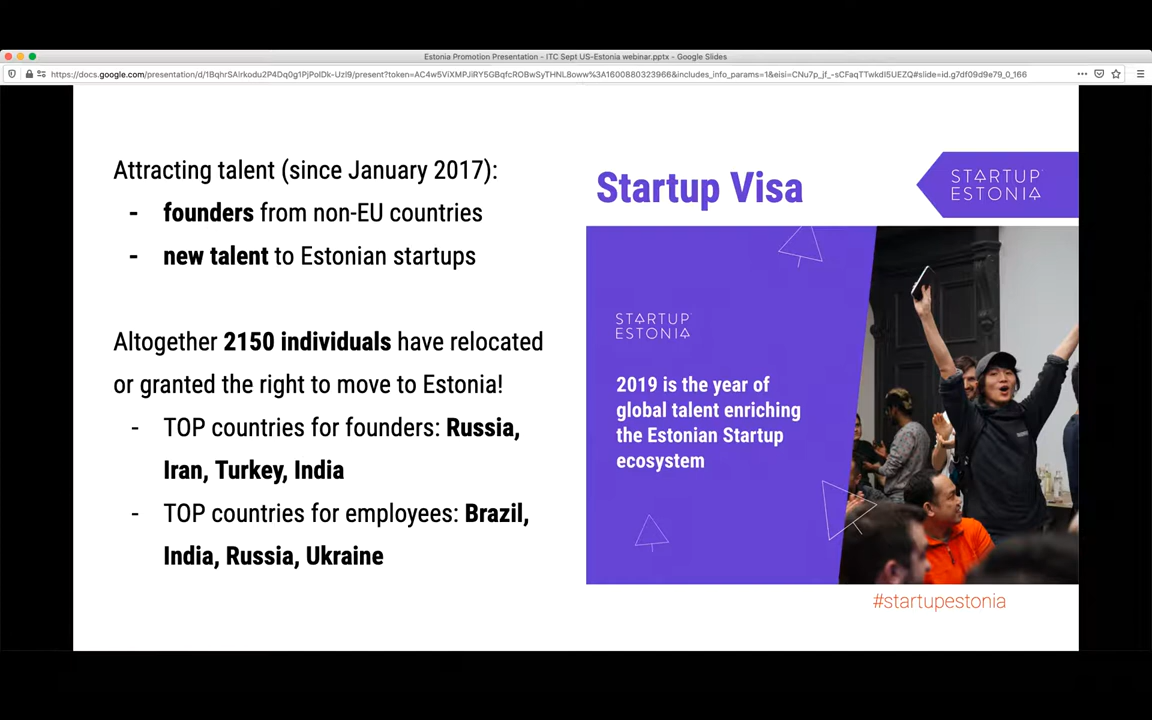 Estonia Promotion Presentation - ITC Sept US-Estonia webinar.pptx - Google Slides
Attracting talent (since January 2017):
- founders from non-EU countries
- new talent to Estonian startups
Altogether 2150 individuals have relocated
or granted the right to move to Estonia!
- TOP countries for founders: Russia,
Iran, Turkey, India
- TOP countries for employees: Brazil,
India, Russia, Ukraine
Startup Visa
STARTUP
ESTONIA
STARTUP
ESTONIA
2019 is the year of
global talent enriching
the Estonian Startup
ecosystem
#startupestonia